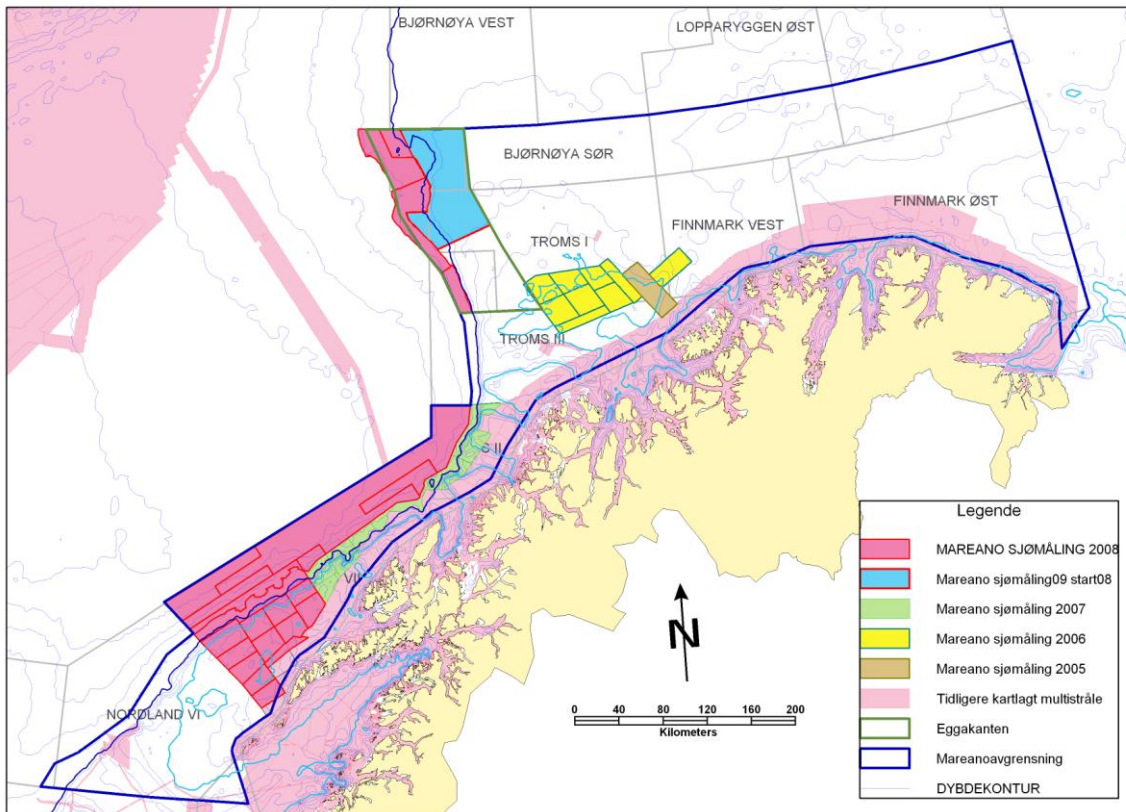 BJØRNØYA VEST
LOPPARYGGEN ØST
BJØRNØYA SØR
FINNMARK ØST
FINNMARK VEST
TROMS I
TROMS III
S II
VII
NORDLAND VI
N
0 40 80 120 160 200
Kilometers
Legende
MAREANO SJØMÅLING 2008
Mareano sjømåling09 start08
Mareano sjømåling 2007
Mareano sjømåling 2006
Mareano sjømåling 2005
Tidligere kartlagt multistråle
Eggakanten
Mareanoavgrensning
DYBDEKONTUR